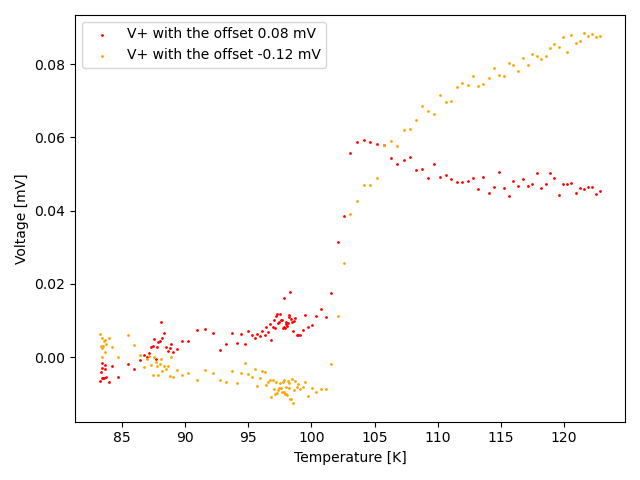 V+ with the offset 0.08 mV
V+ with the offset -0.12 mV
Voltage [mV]
0.08
0.06
0.04
0.02
0.00
85 90 95 100 105 110 115 120
Temperature [K]